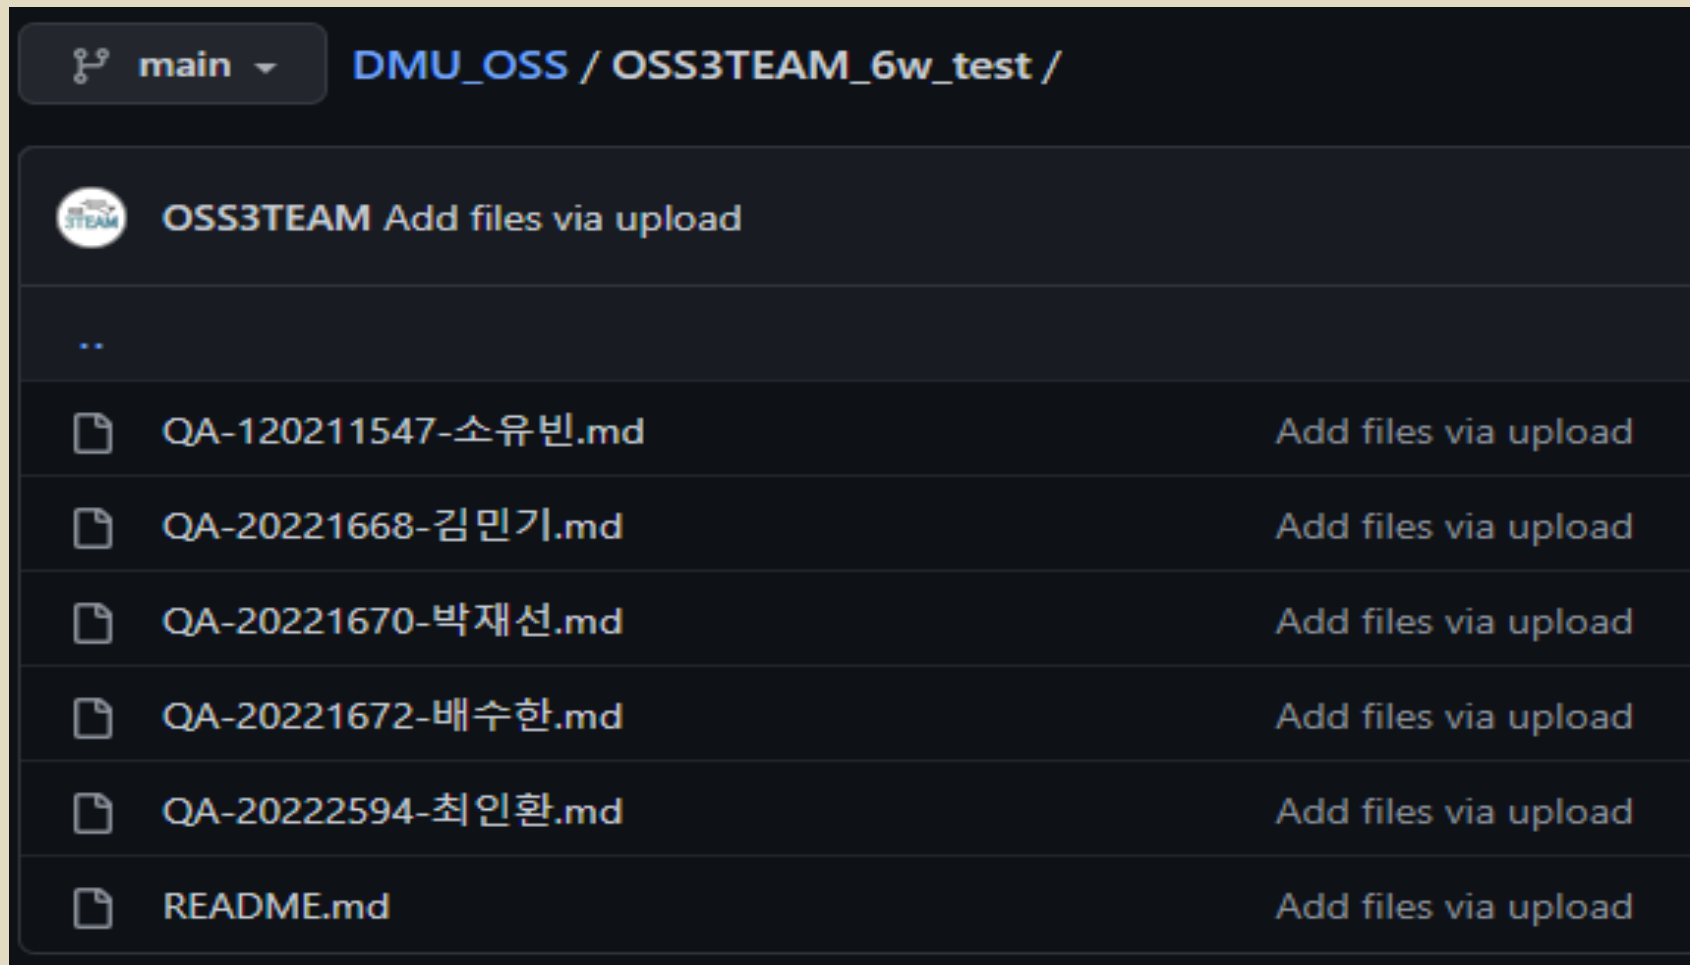 main
DMU_OSS / OSS3TEAM_6w_test /
3TEAM
OSS3TEAM Add files via upload
..
QA-120211547-소유빈.md Add files via upload
QA-20221668-김민기.md Add files via upload
QA-20221670-박재선.md Add files via upload
QA-20221672-배수한.md Add files via upload
QA-20222594-최인환.md Add files via upload
README.md Add files via upload